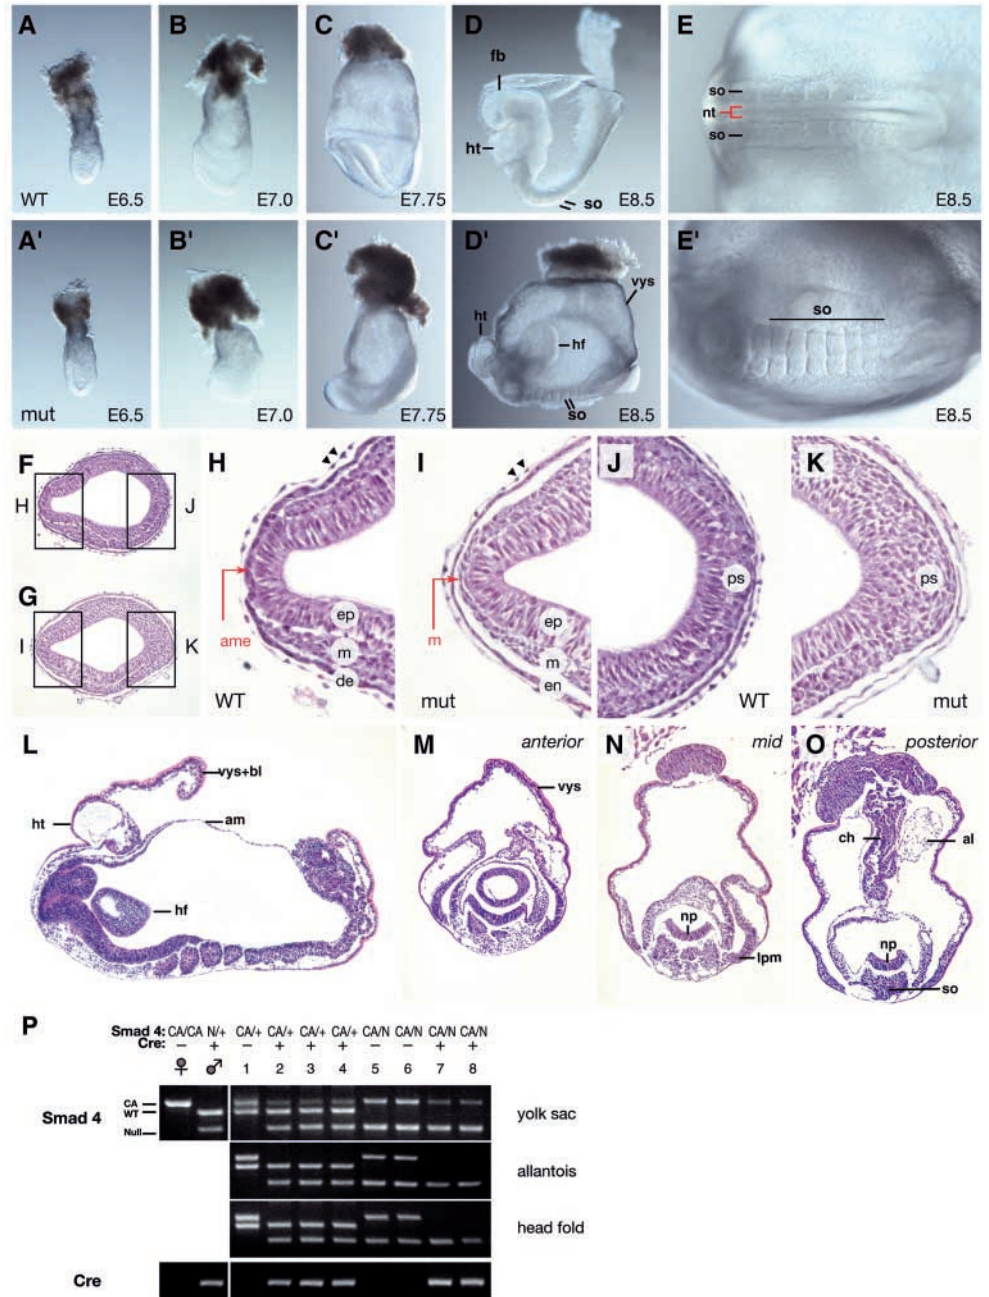 A B C D E
fb
ht
so
so
nt
so
WT E6.5 E7.0 E7.75 E8.5 E8.5
A' B' C' D' E'
vys
ht
hf
so
so
mut E6.5 E7.0 E7.75 E8.5 E8.5
F H I J K
H J
G
I K
ame
ep
m
de
WT
m
ep
m
en
mut
ps
WT
ps
mut
L M anterior N mid O posterior
vys+bl
ht
am
hf
vys
np
lpm
ch
al
np
so
P
Smad 4: CA/CA N/+ CA/+ CA/+ CA/+ CA/+ CA/N CA/N CA/N CA/N
Cre: − + − + + + − − + +
♀ ♂ 1 2 3 4 5 6 7 8
Smad 4
CA
WT
Null
yolk sac
allantois
head fold
Cre